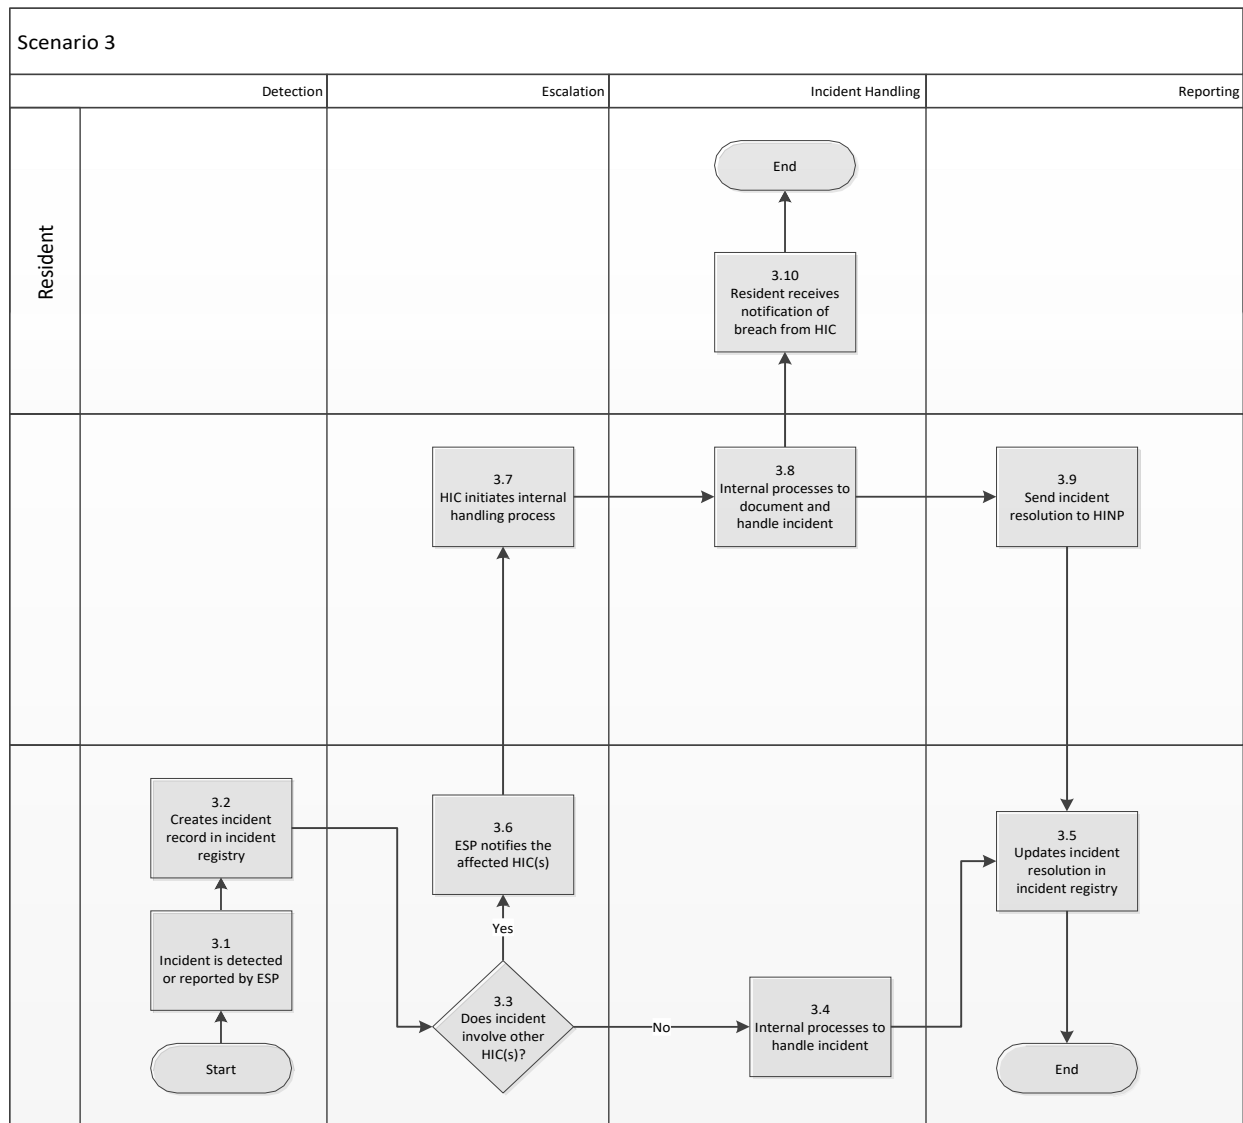 Scenario 3
Detection
Escalation
Incident Handling
Reporting
Resident
End
3.10
Resident receives
notification of
breach from HIC
3.7
HIC initiates internal
handling process
3.8
Internal processes to
document and
handle incident
3.9
Send incident
resolution to HINP
3.2
Creates incident
record in incident
registry
3.6
ESP notifies the
affected HIC(s)
3.5
Updates incident
resolution in
incident registry
Yes
3.1
Incident is detected
or reported by ESP
3.3
Does incident
involve other
HIC(s)?
No
3.4
Internal processes to
handle incident
Start
End